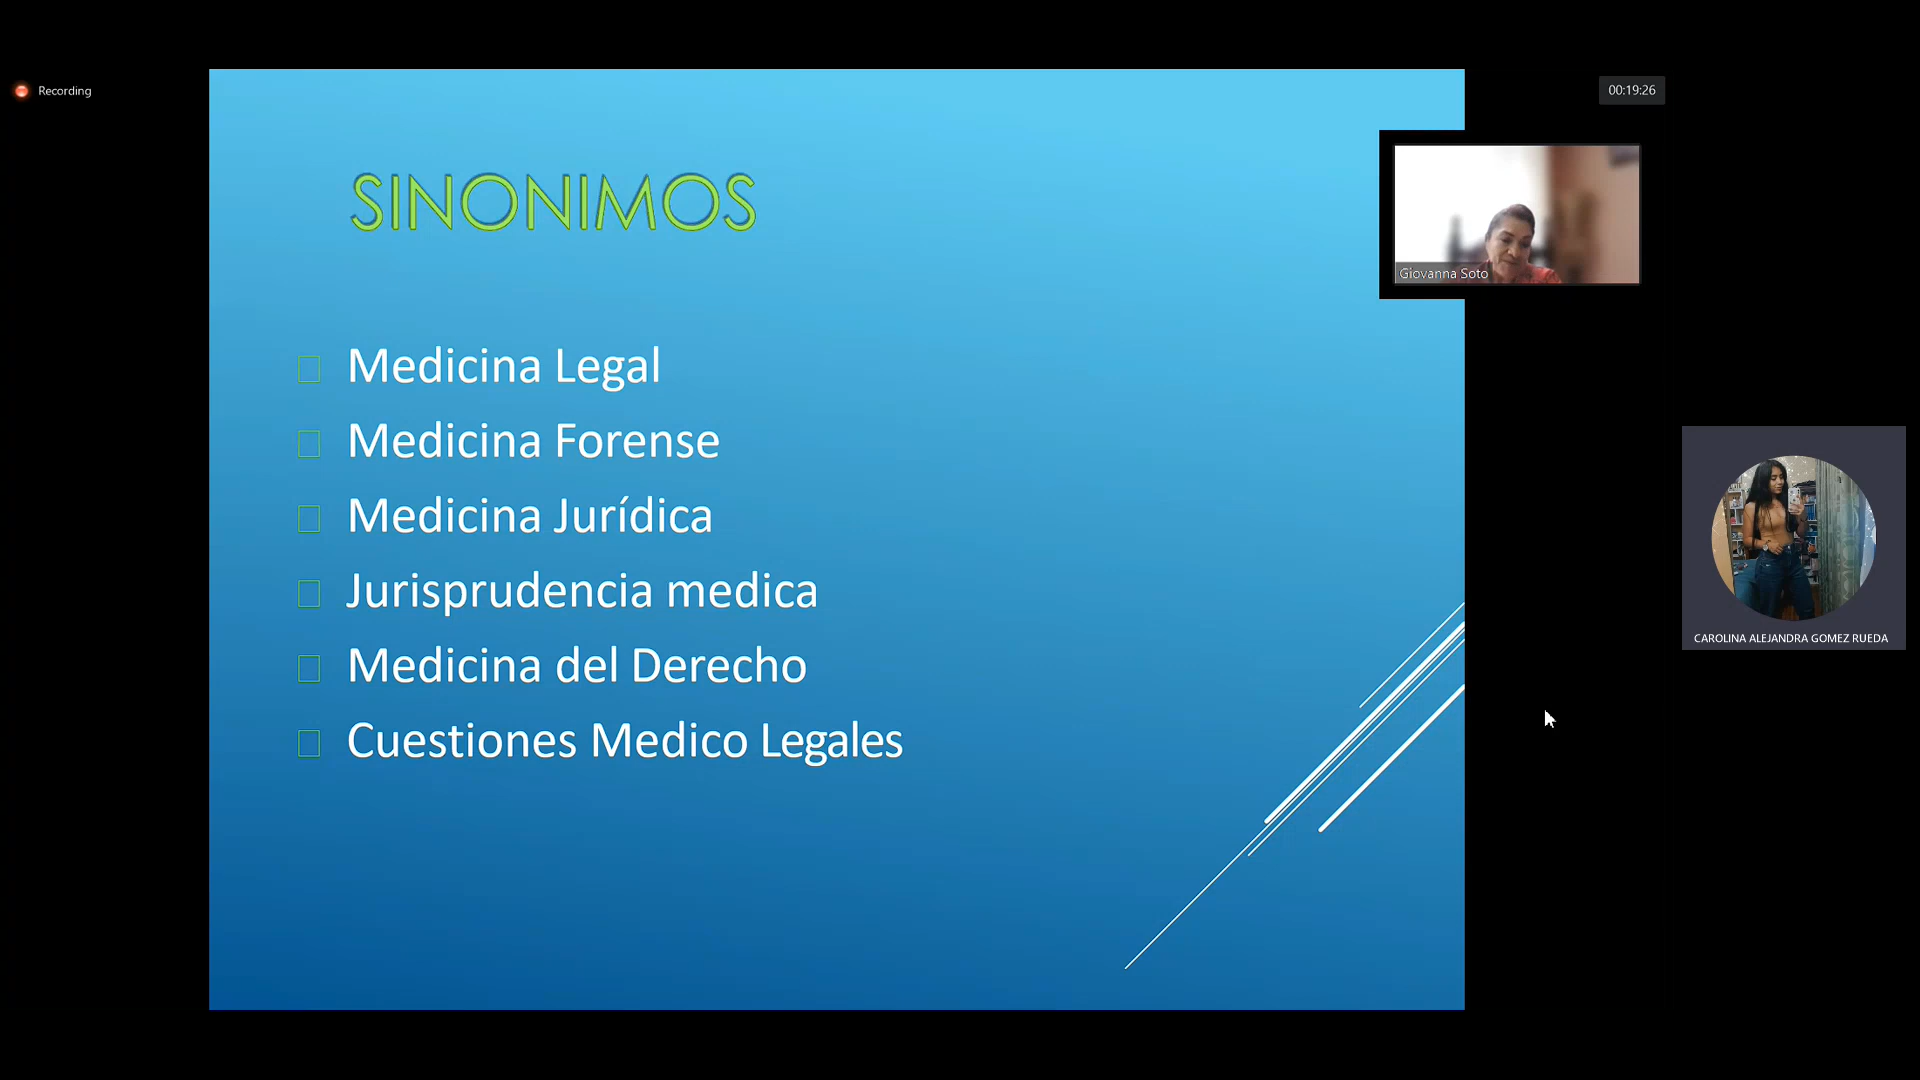 Recording
00:19:26
SINONIMOS
Giovanna Soto
Medicina Legal
Medicina Forense
Medicina Jurídica
Jurisprudencia medica
Medicina del Derecho
Cuestiones Medico Legales
CAROLINA ALEJANDRA GOMEZ RUEDA